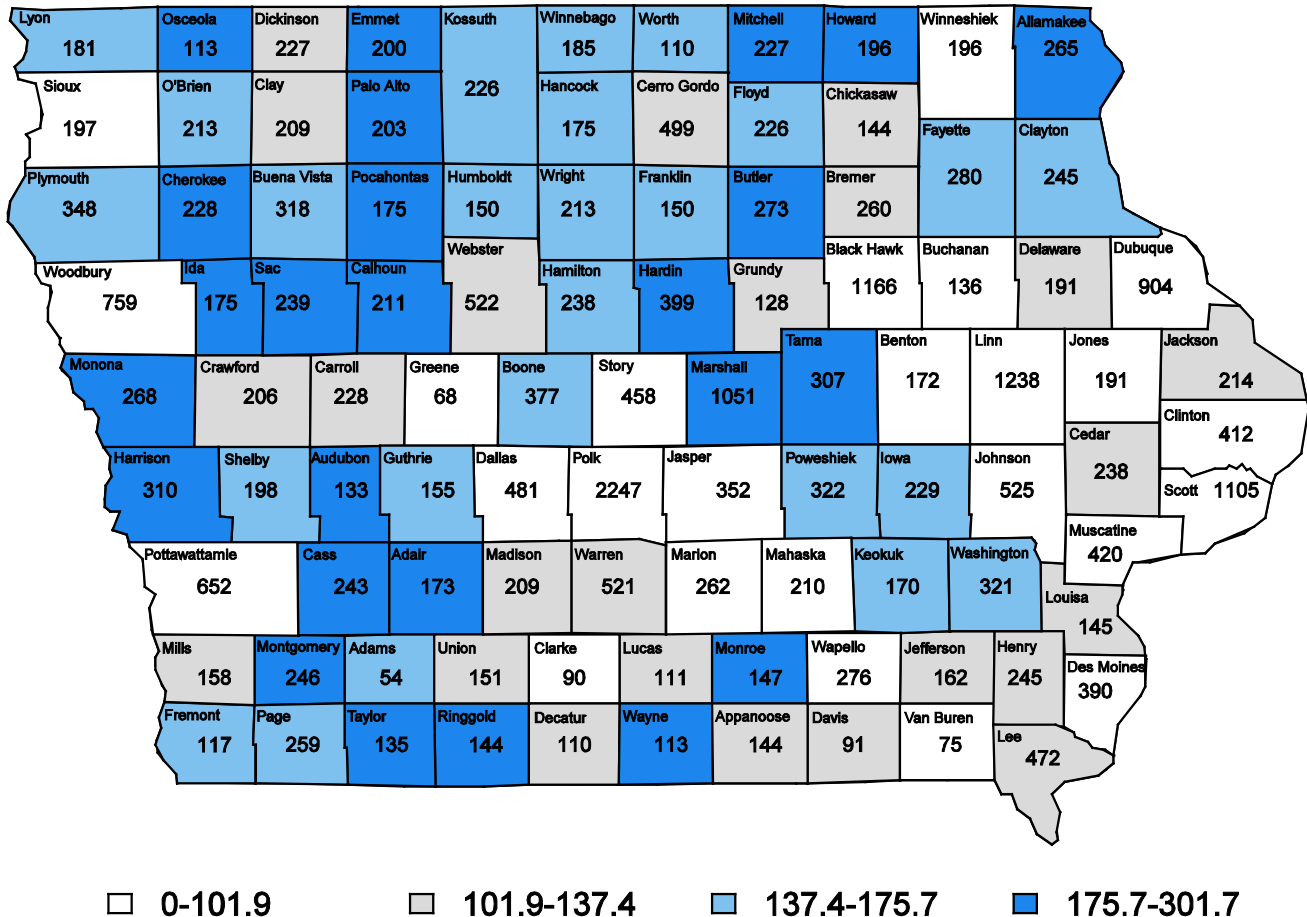 Lyon Osceola Dickinson Emmet Kossuth Winnebago Worth Mitchell Howard Winneshiek Allamakee
181 113 227 200 226 185 110 227 196 196 265
Sioux O'Brien Clay Palo Alto Hancock Cerro Gordo Floyd Chickasaw Fayette Clayton
197 213 209 203 175 499 226 144 280 245
Plymouth Cherokee Buena Vista Pocahontas Humboldt Wright Franklin Butler Bremer
348 228 318 175 150 213 150 273 260
Woodbury Ida Sac Calhoun Webster Hamilton Hardin Grundy Black Hawk Buchanan Delaware Dubuque
759 175 239 211 522 238 399 128 1166 136 191 904
Monona Crawford Carroll Greene Boone Story Marshall Tama Benton Linn Jones Jackson
268 206 228 68 377 458 1051 307 172 1238 191 214
Clinton
412
Harrison Shelby Audubon Guthrie Dallas Polk Jasper Poweshiek Iowa Johnson Cedar Scott
310 198 133 155 481 2247 352 322 229 525 238 1105
Pottawattamie Cass Adair Madison Warren Marion Mahaska Keokuk Washington Muscatine
652 243 173 209 521 262 210 170 321 420
Louisa
145
Mills Montgomery Adams Union Clarke Lucas Monroe Wapello Jefferson Henry Des Moines
158 246 54 151 90 111 147 276 162 245 390
Fremont Page Taylor Ringgold Decatur Wayne Appanoose Davis Van Buren Lee
117 259 135 144 110 113 144 91 75 472
0-101.9 101.9-137.4 137.4-175.7 175.7-301.7